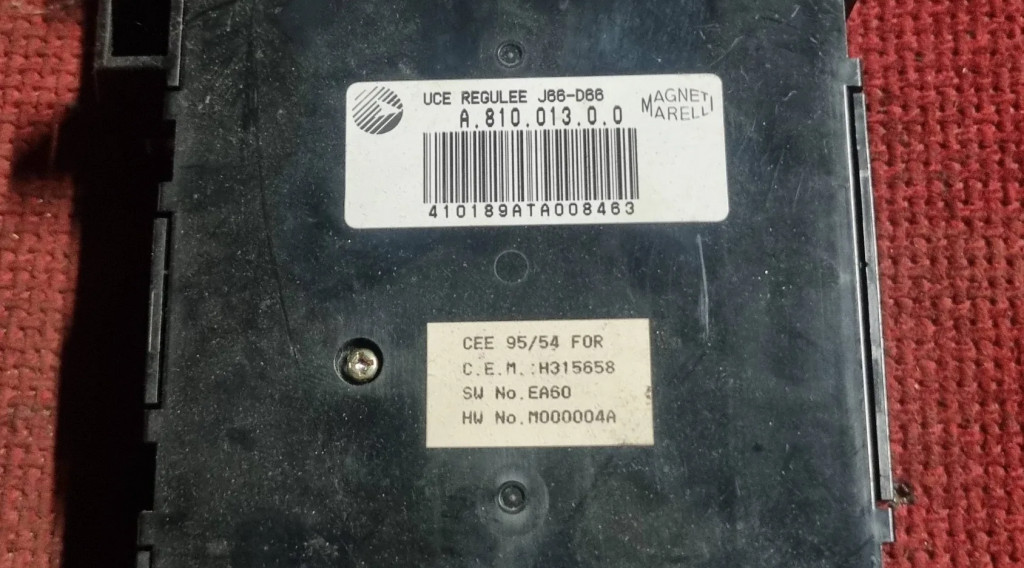 UCE REGULEE J66-D66
A.810.013.0.0
MAGNETI
MARELLI
410189ATA008463
CEE 95/54 FOR
C.E.M.:H315658
SW No.EA60
HW No.M000004A